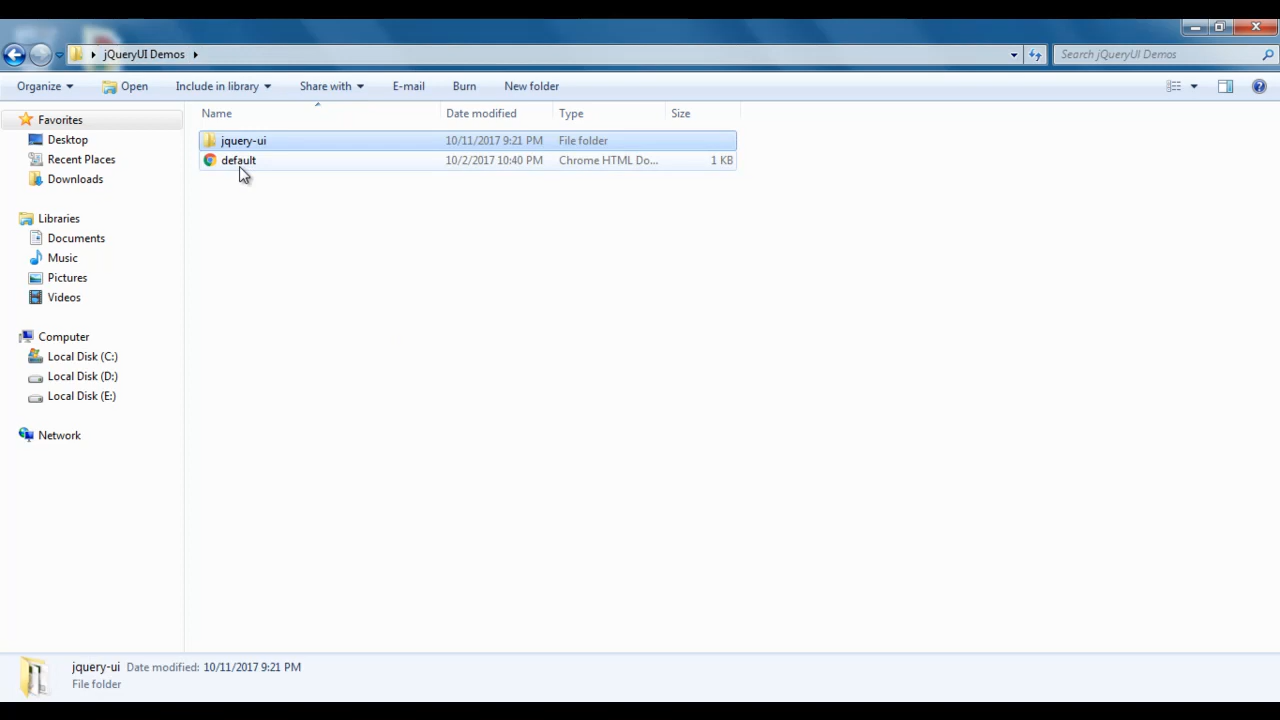 jQueryUI Demos
Search jQueryUI Demos
Organize Open Include in library Share with E-mail Burn New folder
Name Date modified Type Size
Favorites
jquery-ui 10/11/2017 9:21 PM File folder
Desktop
default 10/2/2017 10:40 PM Chrome HTML Do... 1 KB
Recent Places
Downloads
Libraries
Documents
Music
Pictures
Videos
Computer
Local Disk (C:)
Local Disk (D:)
Local Disk (E:)
Network
jquery-ui Date modified: 10/11/2017 9:21 PM
File folder